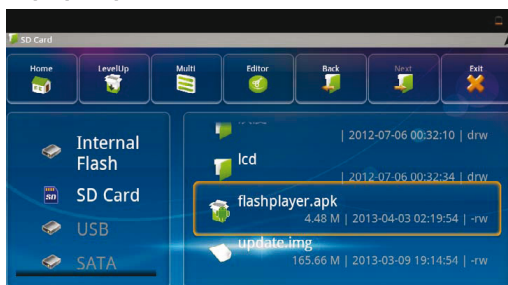 SD Card
Home LevelUp Multi Editor Back Next Exit
Internal
Flash
SD Card
USB
SATA
| 2012-07-06 00:32:10 | drw
lcd
| 2012-07-06 00:32:34 | drw
flashplayer.apk
4.48 M | 2013-04-03 02:19:54 | -rw
update.img
165.66 M | 2013-03-09 19:14:54 | -rw